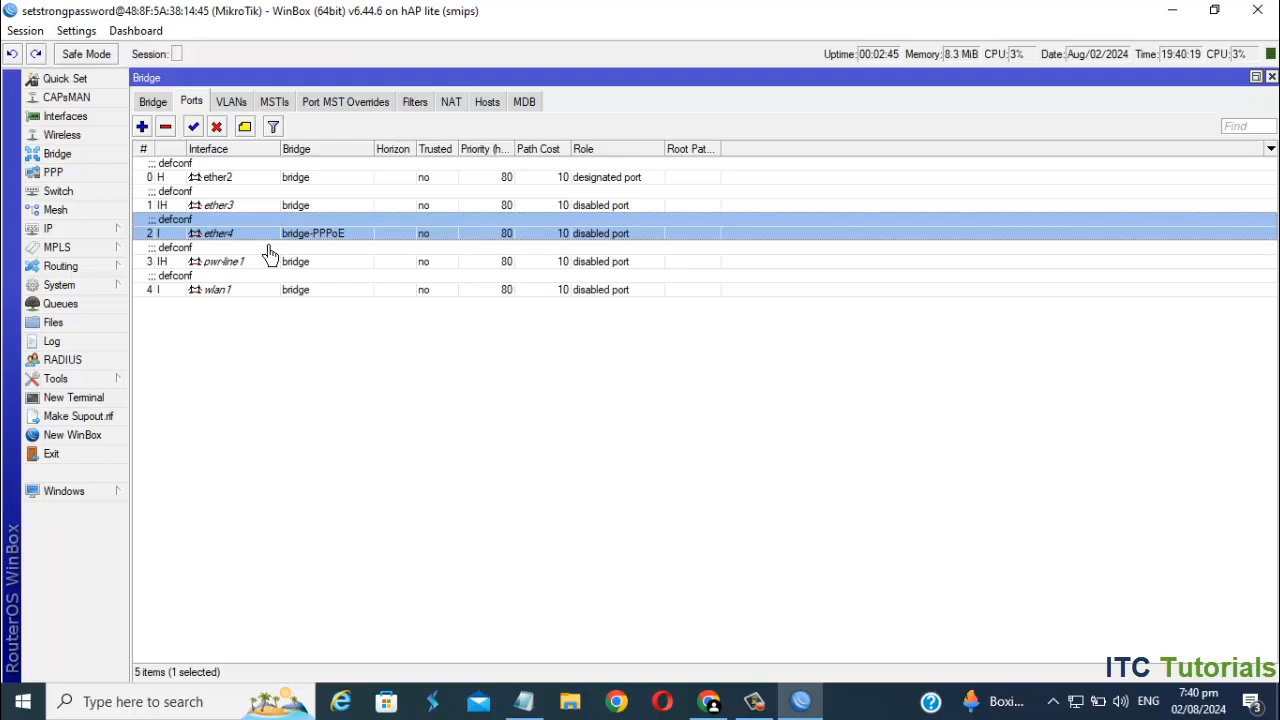 setstrongpassword@48:8F:5A:38:14:45 (MikroTik) - WinBox (64bit) v6.44.6 on hAP lite (smips)
Session Settings Dashboard
Safe Mode Session: Uptime: 00:02:45 Memory: 8.3 MiB CPU: 3% Date: Aug/02/2024 Time: 19:40:19 CPU: 3%
Quick Set
CAPsMAN
Interfaces
Wireless
Bridge
PPP
Switch
Mesh
IP
MPLS
Routing
System
Queues
Files
Log
RADIUS
Tools
New Terminal
Make Supout.rif
New WinBox
Exit
Windows
RouterOS WinBox
Bridge
Bridge Ports VLANs MSTIs Port MST Overrides Filters NAT Hosts MDB
Find
# Interface Bridge Horizon Trusted Priority (h... Path Cost Role Root Pat...
;;; defconf
0 H ether2 bridge no 80 10 designated port
;;; defconf
1 IH ether3 bridge no 80 10 disabled port
;;; defconf
2 I ether4 bridge-PPPoE no 80 10 disabled port
;;; defconf
3 IH pwr-line1 bridge no 80 10 disabled port
;;; defconf
4 I wlan1 bridge no 80 10 disabled port
5 items (1 selected)
ITC Tutorials
Type here to search Boxi... ENG 7:40 pm
02/08/2024 3